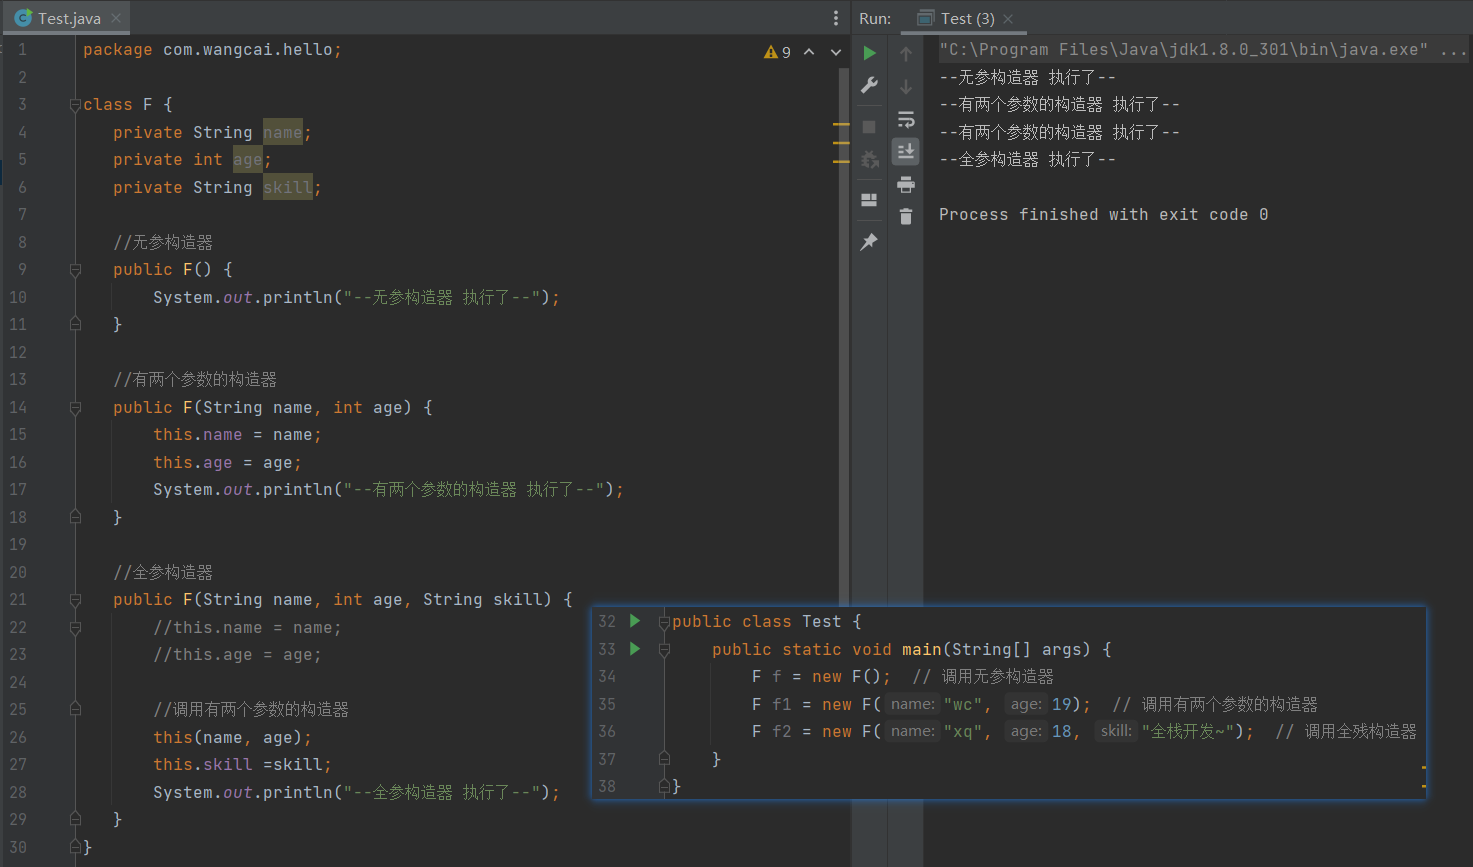 Test.java
1 package com.wangcai.hello;
9
2
3 class F {
4 private String name;
5 private int age;
6 private String skill;
7
8 //无参构造器
9 public F() {
10 System.out.println("--无参构造器 执行了--");
11 }
12
13 //有两个参数的构造器
14 public F(String name, int age) {
15 this.name = name;
16 this.age = age;
17 System.out.println("--有两个参数的构造器 执行了--");
18 }
19
20 //全参构造器
21 public F(String name, int age, String skill) {
22 //this.name = name;
23 //this.age = age;
24
25 //调用有两个参数的构造器
26 this(name, age);
27 this.skill =skill;
28 System.out.println("--全参构造器 执行了--");
29 }
30 }
32 public class Test {
33 public static void main(String[] args) {
34 F f = new F(); // 调用无参构造器
35 F f1 = new F( name: "wc", age: 19); // 调用有两个参数的构造器
36 F f2 = new F( name: "xq", age: 18, skill: "全栈开发~"); // 调用全残构造器
37 }
38 }
Run: Test (3)
"C:\Program Files\Java\jdk1.8.0_301\bin\java.exe" ...
--无参构造器 执行了--
--有两个参数的构造器 执行了--
--有两个参数的构造器 执行了--
--全参构造器 执行了--
Process finished with exit code 0